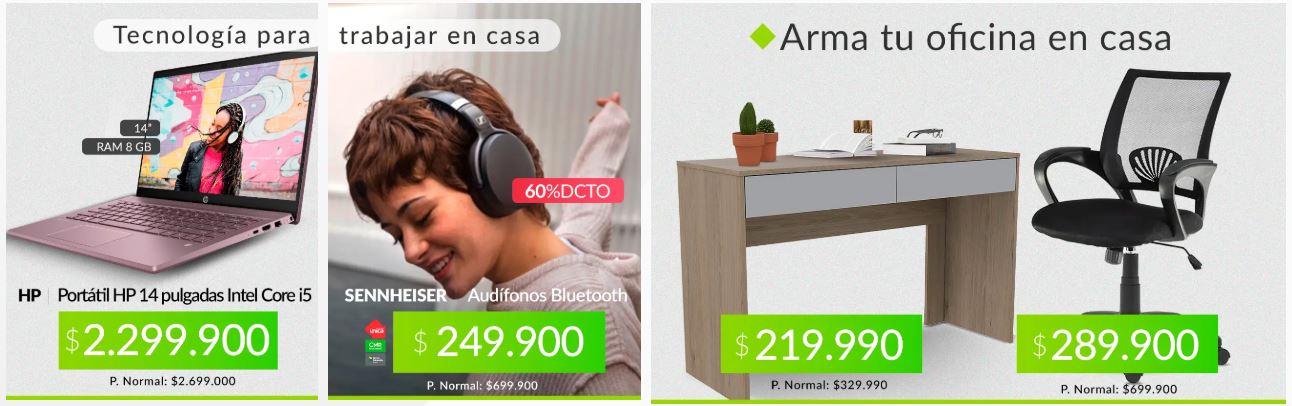 Tecnología para
14"
RAM 8 GB
HP | Portátil HP 14 pulgadas Intel Core i5
$2.299.900
P. Normal: $2.699.000
trabajar en casa
60%DCTO
SENNHEISER Audífonos Bluetooth
única
CMR
$249.900
P. Normal: $699.900
Arma tu oficina en casa
$219.990
P. Normal: $329.990
$289.900
P. Normal: $699.900